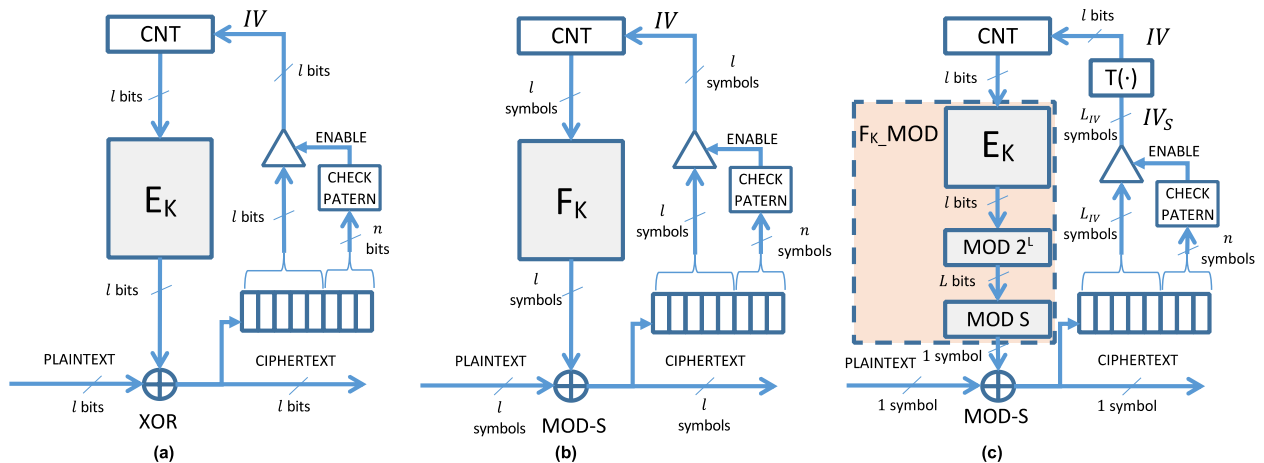 CNT
IV
l bits
l bits
E_K
ENABLE
CHECK
PATERN
l bits
n
bits
l bits
PLAINTEXT
CIPHERTEXT
l bits
l bits
XOR
(a)
CNT
IV
l
symbols
l
symbols
F_K
ENABLE
CHECK
PATERN
l
symbols
n
symbols
l
symbols
PLAINTEXT
CIPHERTEXT
l
symbols
l
symbols
MOD-S
(b)
CNT
l bits
IV
T(·)
l bits
F_K_MOD
E_K
L_IV
symbols
IV_S
ENABLE
CHECK
PATERN
l bits
L_IV
symbols
n
symbols
MOD 2^L
L bits
MOD S
1 symbol
PLAINTEXT
CIPHERTEXT
1 symbol
1 symbol
MOD-S
(c)